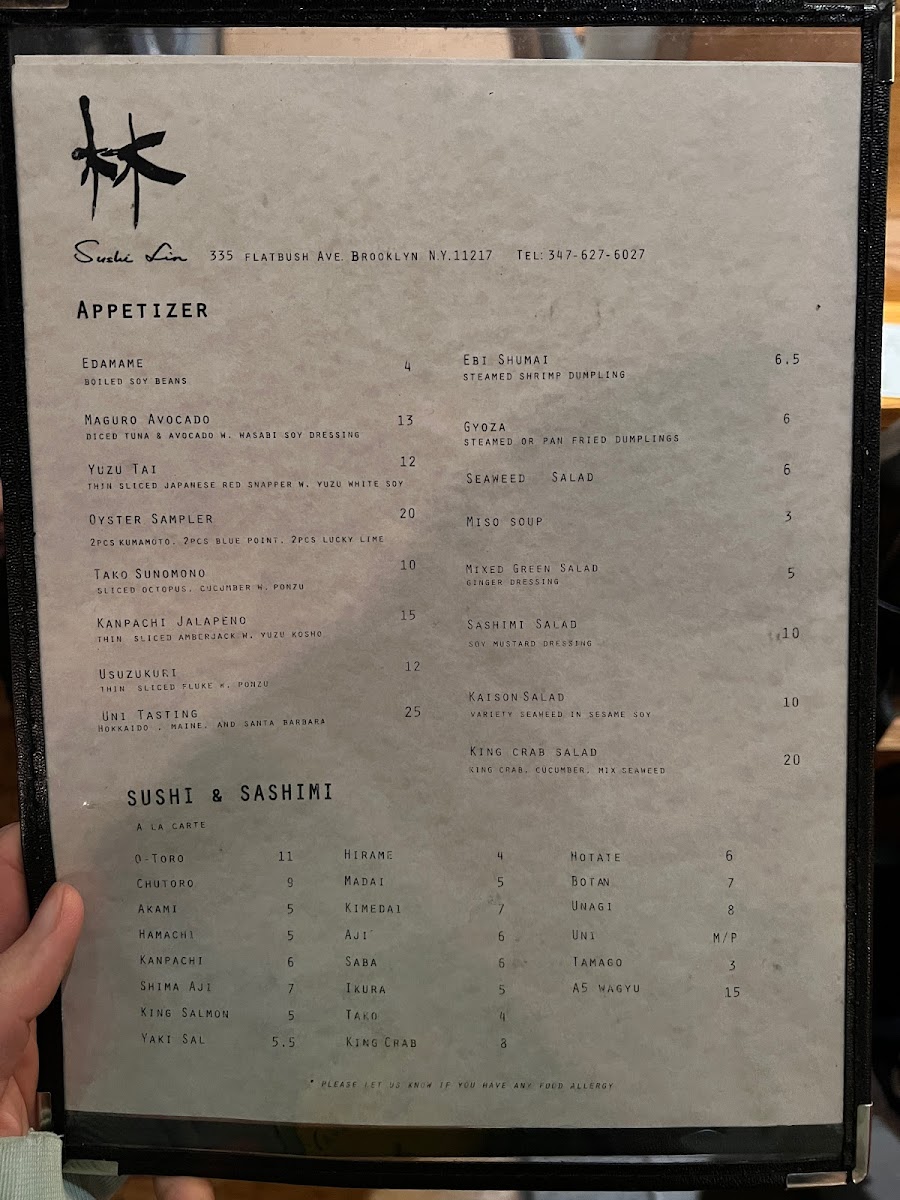 林
Sushi Lin 335 FLATBUSH AVE. BROOKLYN N.Y.11217 TEL: 347-627-6027
APPETIZER
EDAMAME 4
BOILED SOY BEANS
MAGURO AVOCADO 13
DICED TUNA & AVOCADO W. WASABI SOY DRESSING
YUZU TAI 12
THIN SLICED JAPANESE RED SNAPPER W. YUZU WHITE SOY
OYSTER SAMPLER 20
2PCS KUMAMOTO. 2PCS BLUE POINT. 2PCS LUCKY LIME
TAKO SUNOMONO 10
SLICED OCTOPUS. CUCUMBER W. PONZU
KANPACHI JALAPENO 15
THIN SLICED AMBERJACK W. YUZU KOSHO
USUZUKURI 12
THIN SLICED FLUKE W. PONZU
UNI TASTING 25
HOKKAIDO , MAINE, AND SANTA BARBARA
EBI SHUMAI 6.5
STEAMED SHRIMP DUMPLING
GYOZA 6
STEAMED OR PAN FRIED DUMPLINGS
SEAWEED SALAD 6
MISO SOUP 3
MIXED GREEN SALAD 5
GINGER DRESSING
SASHIMI SALAD 10
SOY MUSTARD DRESSING
KAISON SALAD 10
VARIETY SEAWEED IN SESAME SOY
KING CRAB SALAD 20
KING CRAB, CUCUMBER, MIX SEAWEED
SUSHI & SASHIMI
A LA CARTE
O-TORO 11
CHUTORO 9
AKAMI 5
HAMACHI 5
KANPACHI 6
SHIMA AJI 7
KING SALMON 5
YAKI SAL 5.5
HIRAME 4
MADAI 5
KIMEDAI 7
AJI 6
SABA 6
IKURA 5
TAKO 4
KING CRAB 8
HOTATE 6
BOTAN 7
UNAGI 8
UNI M/P
TAMAGO 3
A5 WAGYU 15
* PLEASE LET US KNOW IF YOU HAVE ANY FOOD ALLERGY